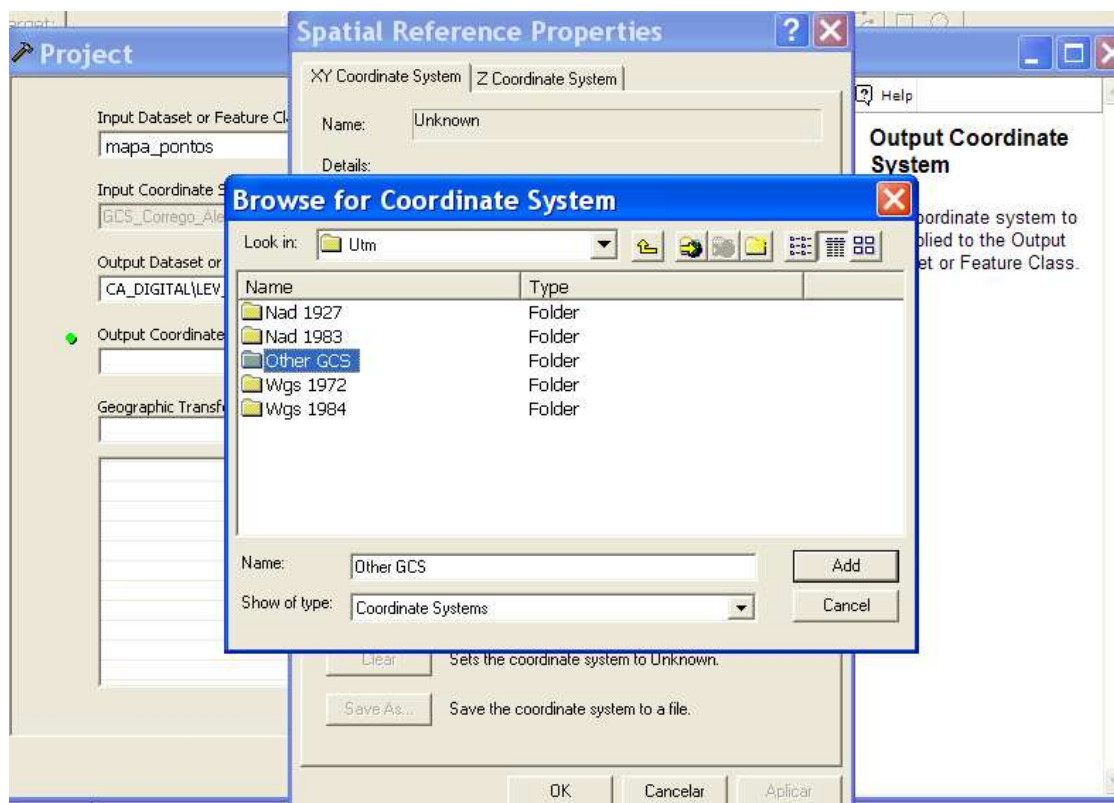 Project
Input Dataset or Feature Cl
mapa_pontos
Input Coordinate S
GCS_Corrego_Ale
Output Dataset or
CA_DIGITAL\LEV_
Output Coordinate
Geographic Transf
Spatial Reference Properties
XY Coordinate System
Z Coordinate System
Name:
Unknown
Details:
Browse for Coordinate System
Look in:
Utm
Name
Type
Nad 1927
Folder
Nad 1983
Folder
Other GCS
Folder
Wgs 1972
Folder
Wgs 1984
Folder
Name:
Other GCS
Add
Show of type:
Coordinate Systems
Cancel
Clear
Sets the coordinate system to Unknown.
Save As...
Save the coordinate system to a file.
OK
Cancelar
Aplicar
Help
Output Coordinate
System
oordinate system to
plied to the Output
et or Feature Class.